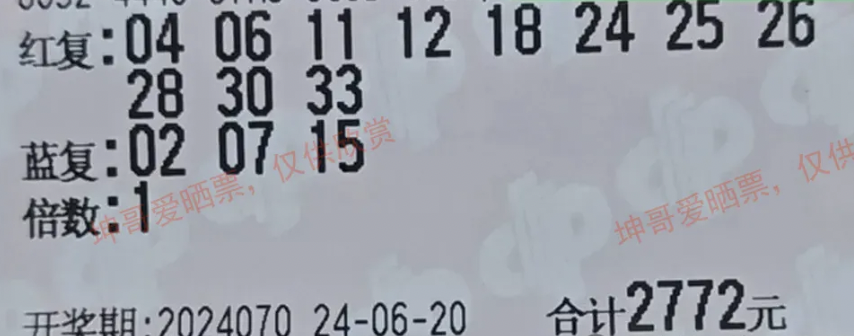 红复:04 06 11 12 18 24 25 26
28 30 33
蓝复:02 07 15
倍数:1
坤哥爱晒票，仅供欣赏
坤哥爱晒票，仅供
开奖期:2024070 24-06-20 合计2772元